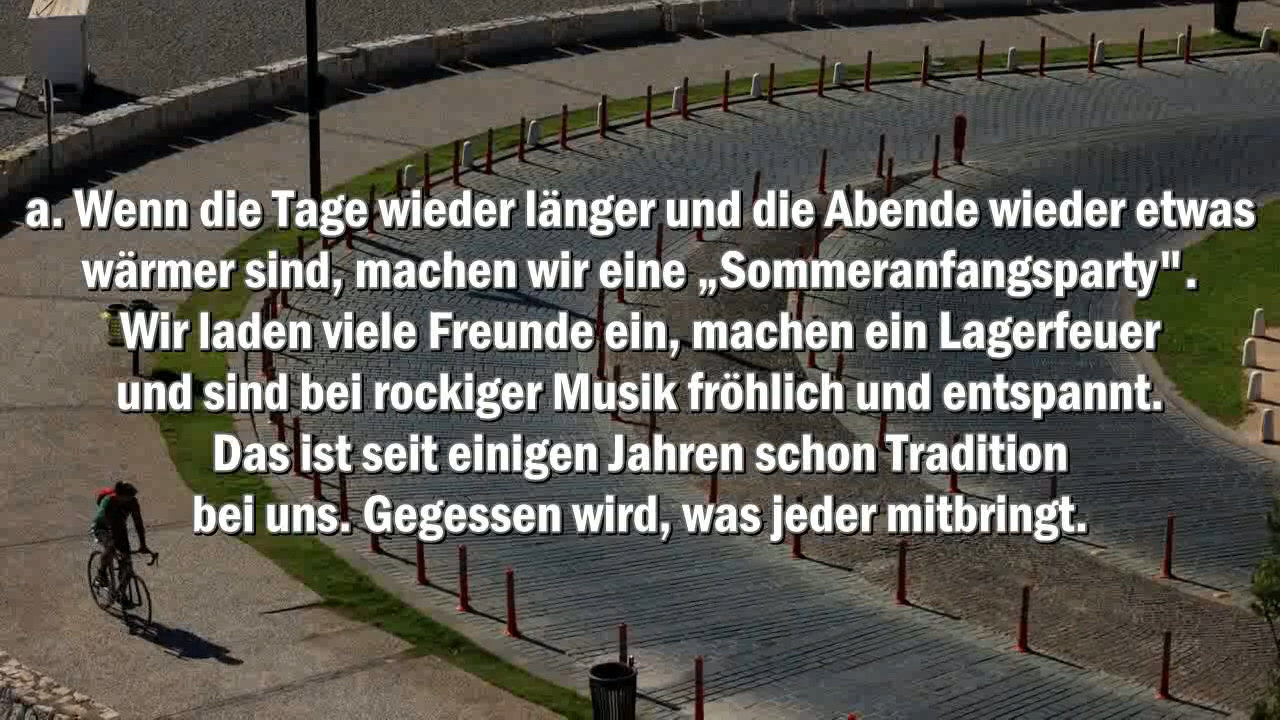 a. Wenn die Tage wieder länger und die Abende wieder etwas
wärmer sind, machen wir eine „Sommeranfangsparty".
Wir laden viele Freunde ein, machen ein Lagerfeuer
und sind bei rockiger Musik fröhlich und entspannt.
Das ist seit einigen Jahren schon Tradition
bei uns. Gegessen wird, was jeder mitbringt.